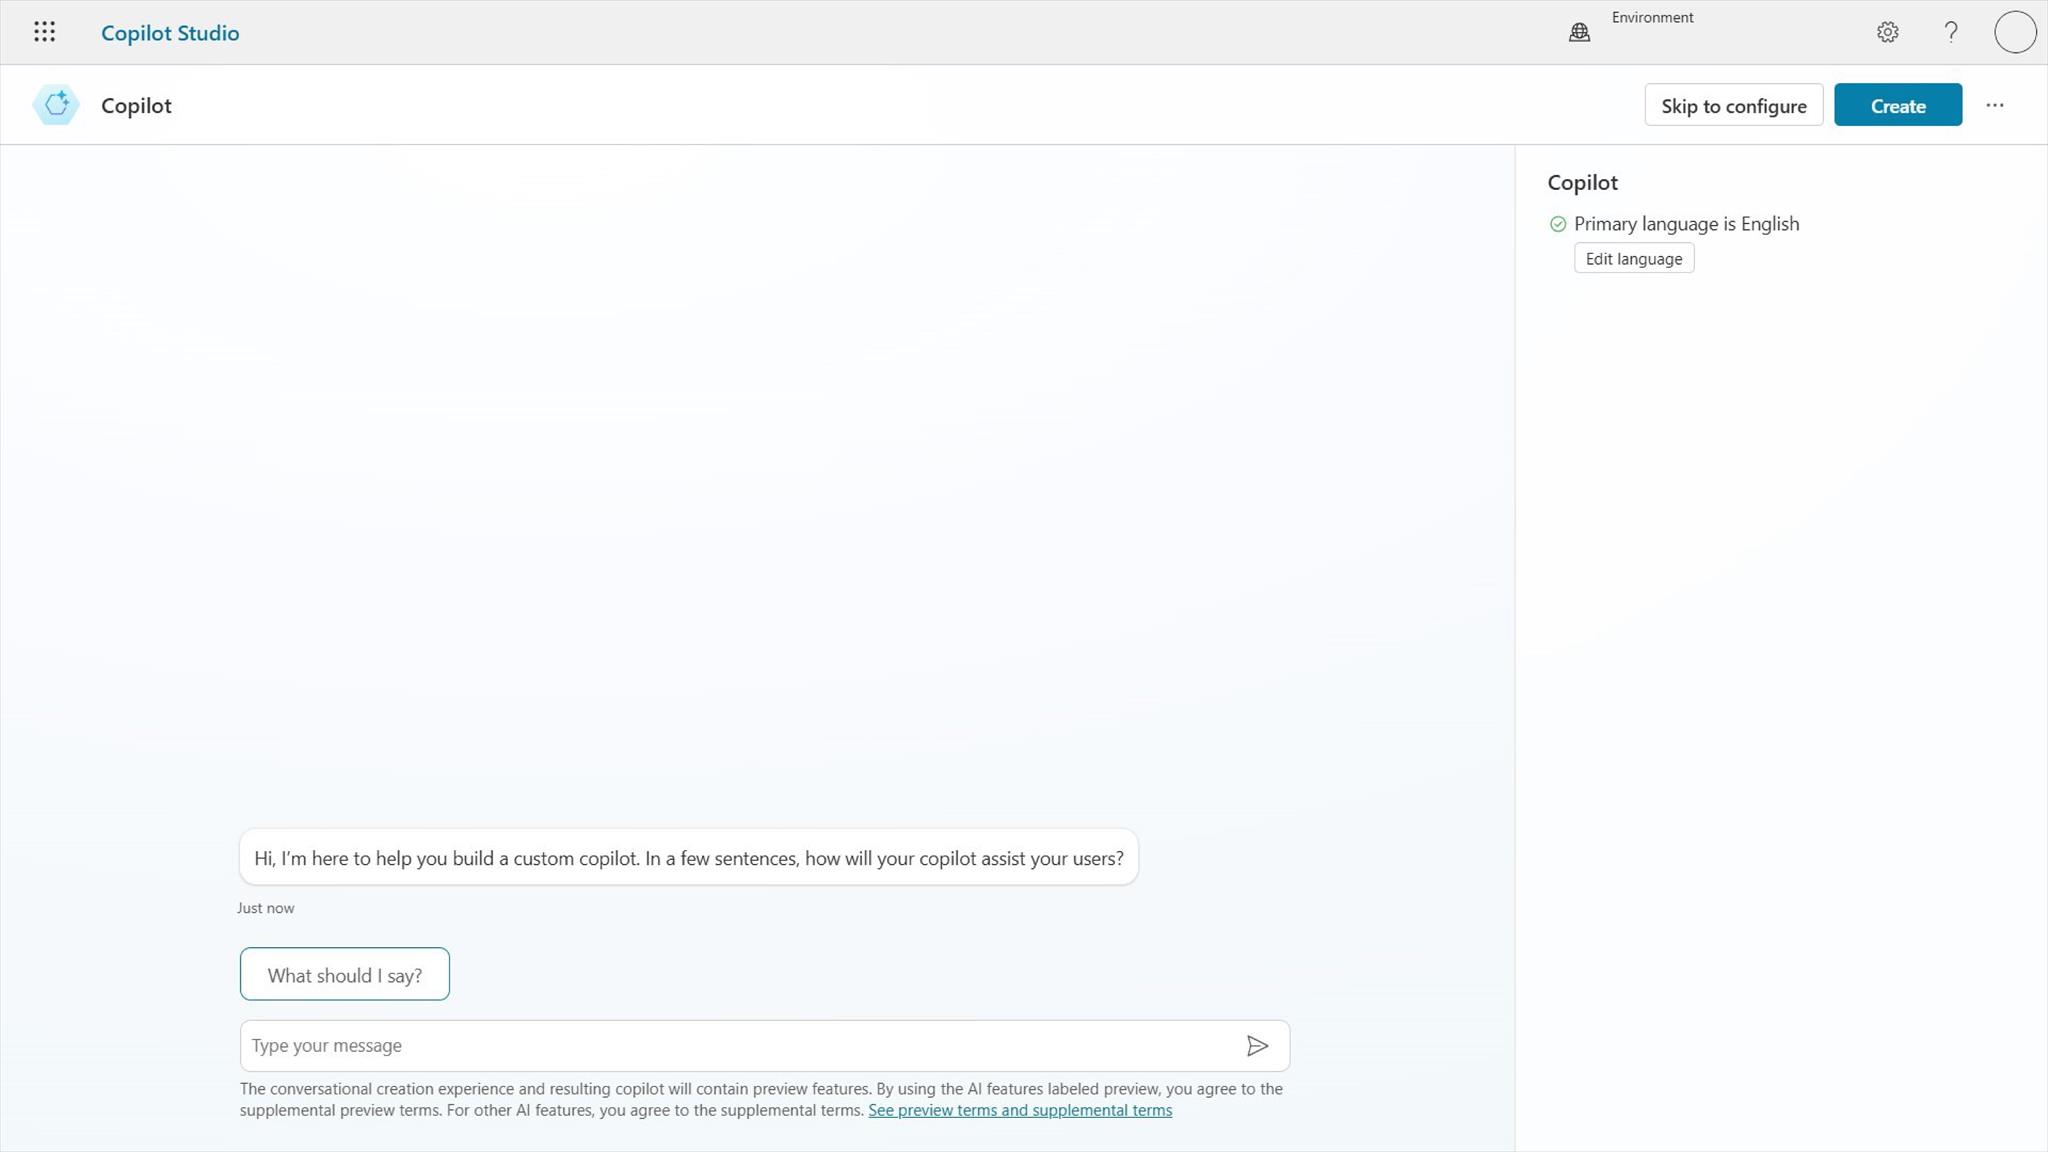 Copilot Studio
Environment
Copilot
Skip to configure
Create
Copilot
Primary language is English
Edit language
Hi, I’m here to help you build a custom copilot. In a few sentences, how will your copilot assist your users?
Just now
What should I say?
Type your message
The conversational creation experience and resulting copilot will contain preview features. By using the AI features labeled preview, you agree to the
supplemental preview terms. For other AI features, you agree to the supplemental terms. See preview terms and supplemental terms